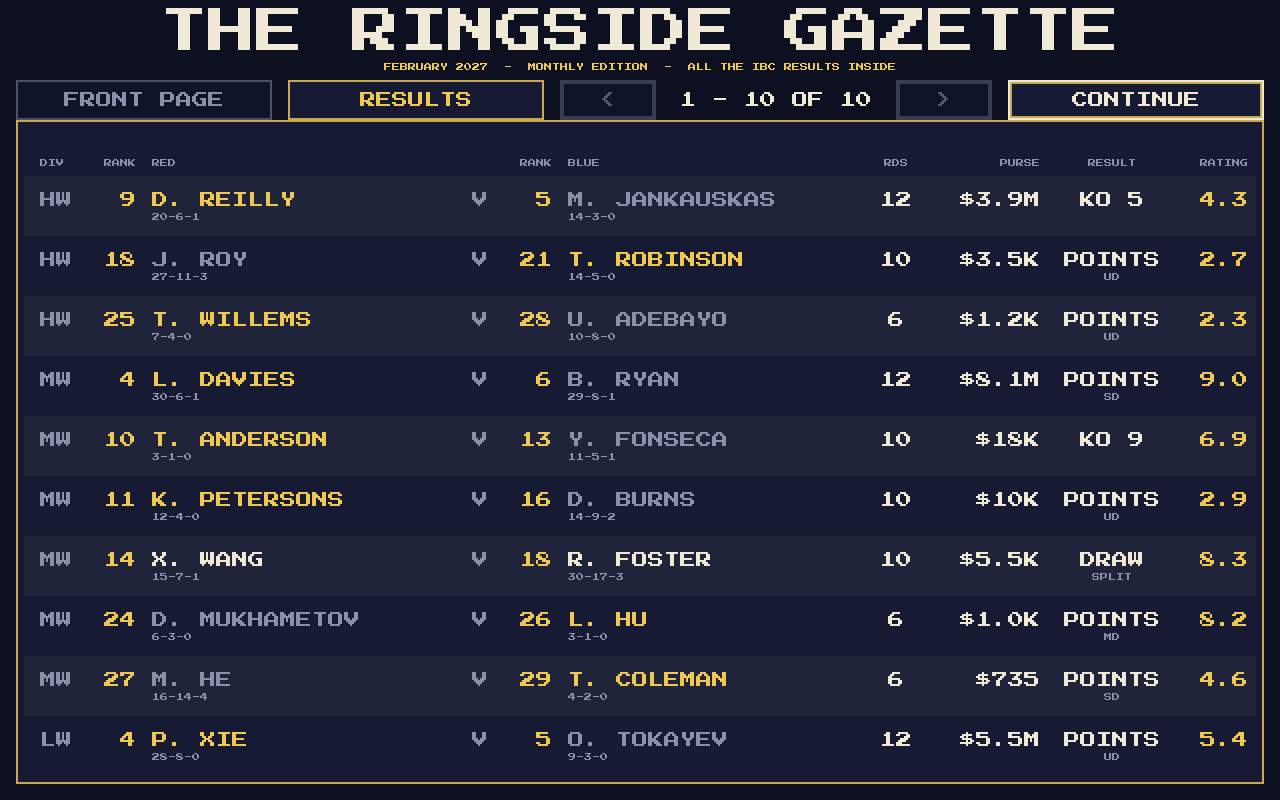 THE RINGSIDE GAZETTE
FEBRUARY 2027 - MONTHLY EDITION - ALL THE IBC RESULTS INSIDE
FRONT PAGE RESULTS < 1 - 10 OF 10 > CONTINUE
DIV RANK RED RANK BLUE RDS PURSE RESULT RATING
HW 9 D. REILLY V 5 M. JANKAUSKAS 12 $3.9M KO 5 4.3
20-6-1 14-3-0
HW 18 J. ROY V 21 T. ROBINSON 10 $3.5K POINTS 2.7
27-11-3 14-5-0 UD
HW 25 T. WILLEMS V 28 U. ADEBAYO 6 $1.2K POINTS 2.3
7-4-0 10-8-0 UD
MW 4 L. DAVIES V 6 B. RYAN 12 $8.1M POINTS 9.0
30-6-1 29-8-1 SD
MW 10 T. ANDERSON V 13 Y. FONSECA 10 $18K KO 9 6.9
3-1-0 11-5-1
MW 11 K. PETERSONS V 16 D. BURNS 10 $10K POINTS 2.9
12-4-0 14-9-2 UD
MW 14 X. WANG V 18 R. FOSTER 10 $5.5K DRAW 8.3
15-7-1 30-17-3 SPLIT
MW 24 D. MUKHAMETOV V 26 L. HU 6 $1.0K POINTS 8.2
6-3-0 3-1-0 MD
MW 27 M. HE V 29 T. COLEMAN 6 $735 POINTS 4.6
16-14-4 4-2-0 SD
LW 4 P. XIE V 5 O. TOKAYEV 12 $5.5M POINTS 5.4
28-8-0 9-3-0 UD